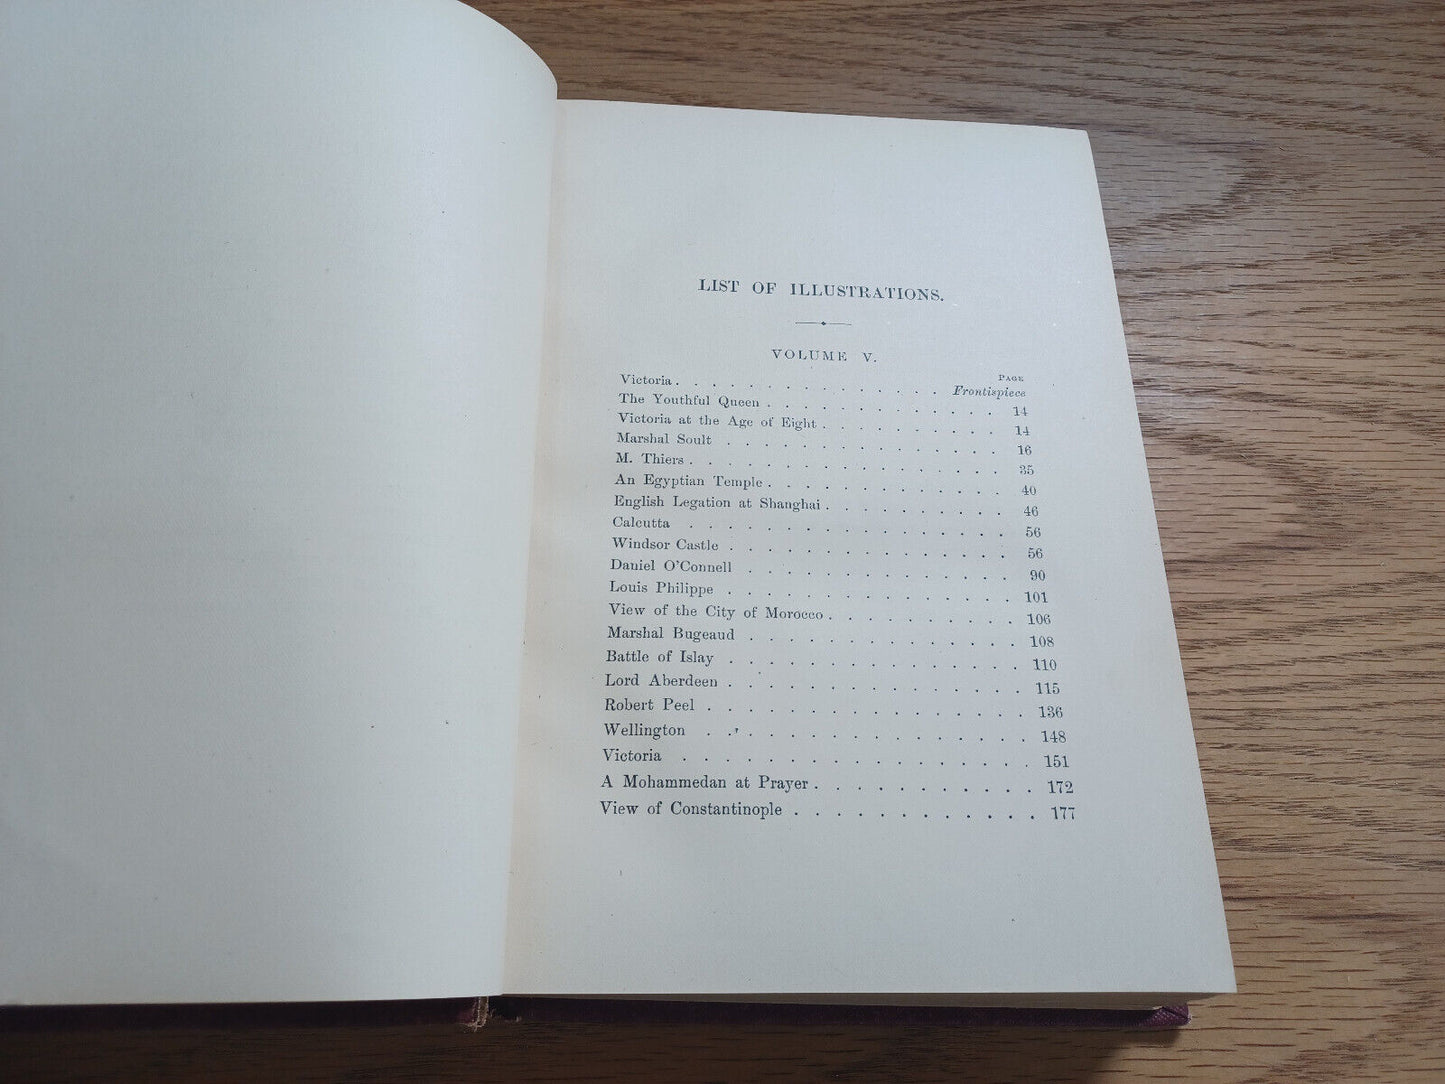 LIST OF ILLUSTRATIONS.
VOLUME V.
PAGE
Victoria . . . . . . . . . . . . . . Frontispiece
The Youthful Queen . . . . . . . . . . . . 14
Victoria at the Age of Eight . . . . . . . . . 14
Marshal Soult . . . . . . . . . . . . . . 16
M. Thiers . . . . . . . . . . . . . . . . 35
An Egyptian Temple . . . . . . . . . . . . 40
English Legation at Shanghai . . . . . . . . . 46
Calcutta . . . . . . . . . . . . . . . . 56
Windsor Castle . . . . . . . . . . . . . . 56
Daniel O'Connell . . . . . . . . . . . . . 90
Louis Philippe . . . . . . . . . . . . . . 101
View of the City of Morocco . . . . . . . . . . 106
Marshal Bugeaud . . . . . . . . . . . . . 108
Battle of Islay . . . . . . . . . . . . . . 110
Lord Aberdeen . . . . . . . . . . . . . . 115
Robert Peel . . . . . . . . . . . . . . . 136
Wellington . . . . . . . . . . . . . . . 148
Victoria . . . . . . . . . . . . . . . . 151
A Mohammedan at Prayer . . . . . . . . . . . 172
View of Constantinople . . . . . . . . . . . . 177